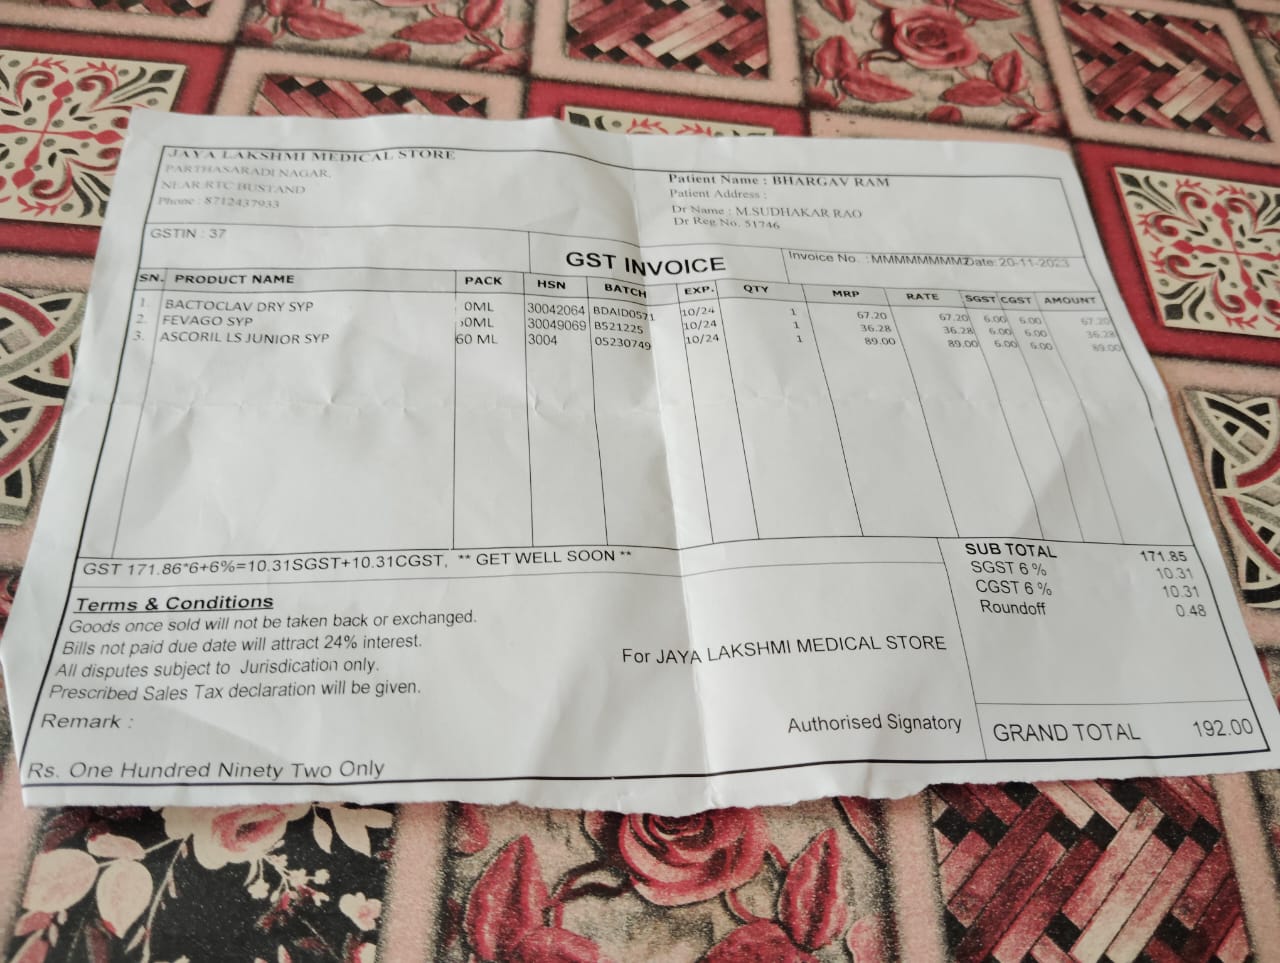 JAYA LAKSHMI MEDICAL STORE
PARTHASARADI NAGAR,
NEAR RTC BUSTAND
Phone : 8712437933
Patient Name : BHARGAV RAM
Patient Address :
Dr Name : M.SUDHAKAR RAO
Dr Reg No. 51746
GSTIN : 37
GST INVOICE
Invoice No. : MMMMMMMMMZ Date: 20-11-2023
SN. PRODUCT NAME PACK HSN BATCH EXP. QTY MRP RATE SGST CGST AMOUNT
1. BACTOCLAV DRY SYP 0ML 30042064 BDAID0571 10/24 1 67.20 67.20 6.00 6.00 67.20
2. FEVAGO SYP 0ML 30049069 B521225 10/24 1 36.28 36.28 6.00 6.00 36.28
3. ASCORIL LS JUNIOR SYP 60 ML 3004 05230749 10/24 1 89.00 89.00 6.00 6.00 89.00
GST 171.86*6+6%=10.31SGST+10.31CGST, ** GET WELL SOON **
SUB TOTAL 171.85
SGST 6 % 10.31
CGST 6 % 10.31
Roundoff 0.48
Terms & Conditions
Goods once sold will not be taken back or exchanged.
Bills not paid due date will attract 24% interest.
All disputes subject to Jurisdication only.
Prescribed Sales Tax declaration will be given.
For JAYA LAKSHMI MEDICAL STORE
Remark :
Authorised Signatory
GRAND TOTAL 192.00
Rs. One Hundred Ninety Two Only